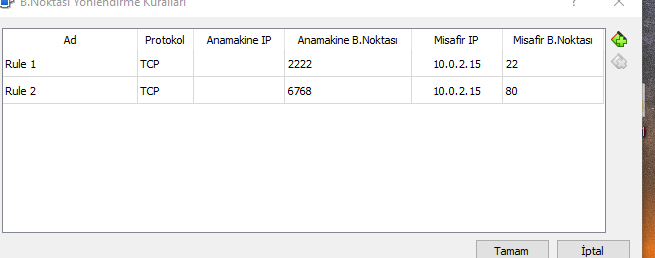 B.Noktası Yönlendirme Kuralları ?
Ad Protokol Anamakine IP Anamakine B.Noktası Misafir IP Misafir B.Noktası
Rule 1 TCP 2222 10.0.2.15 22
Rule 2 TCP 6768 10.0.2.15 80
Tamam İptal